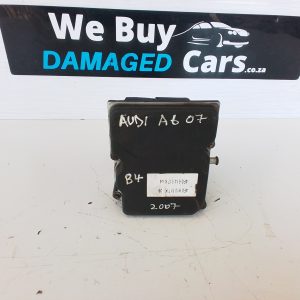 We Buy
DAMAGED Cars.co.za
AUDI A6 07
B4
2007